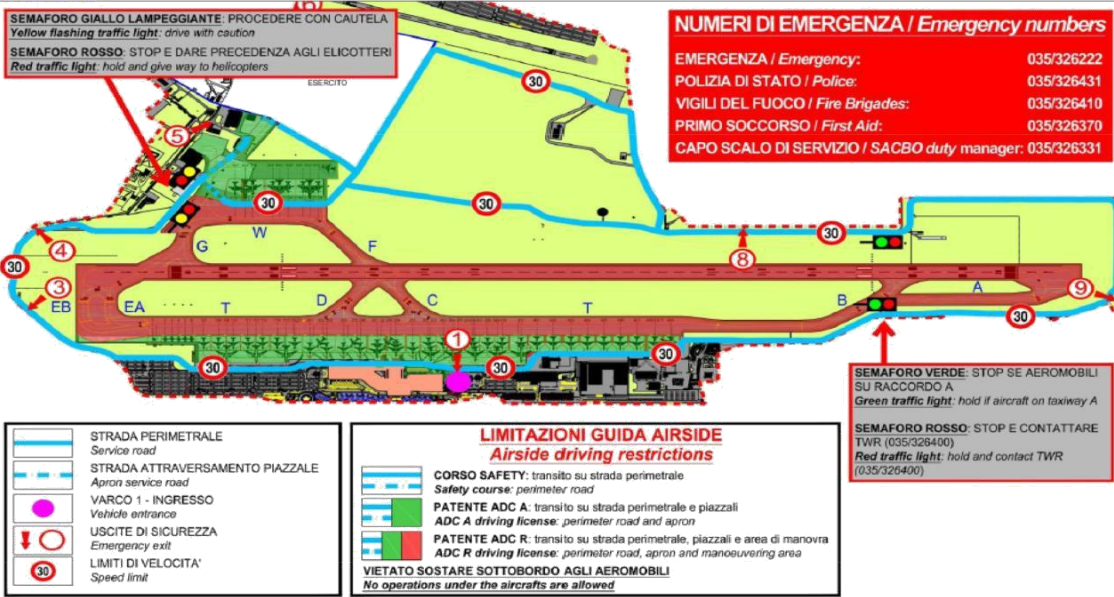 SEMAFORO GIALLO LAMPEGGIANTE: PROCEDERE CON CAUTELA
Yellow flashing traffic light: drive with caution
SEMAFORO ROSSO: STOP E DARE PRECEDENZA AGLI ELICOTTERI
Red traffic light: hold and give way to helicopters
6
ESERCITO
NUMERI DI EMERGENZA / Emergency numbers
EMERGENZA / Emergency: 035/326222
POLIZIA DI STATO / Police: 035/326431
VIGILI DEL FUOCO / Fire Brigades: 035/326410
PRIMO SOCCORSO / First Aid: 035/326370
CAPO SCALO DI SERVIZIO / SACBO duty manager: 035/326331
30
5
30
30
30
4
G
W
F
8
30
3
EB
EA
T
D
C
T
B
A
9
30
1
30
30
30
SEMAFORO VERDE: STOP SE AEROMOBILI
SU RACCORDO A
Green traffic light: hold if aircraft on taxiway A
SEMAFORO ROSSO: STOP E CONTATTARE
TWR (035/326400)
Red traffic light: hold and contact TWR
(035/326400)
STRADA PERIMETRALE
Service road
STRADA ATTRAVERSAMENTO PIAZZALE
Apron service road
VARCO 1 - INGRESSO
Vehicle entrance
USCITE DI SICUREZZA
Emergency exit
30
LIMITI DI VELOCITA'
Speed limit
LIMITAZIONI GUIDA AIRSIDE
Airside driving restrictions
CORSO SAFETY: transito su strada perimetrale
Safety course: perimeter road
PATENTE ADC A: transito su strada perimetrale e piazzali
ADC A driving license: perimeter road and apron
PATENTE ADC R: transito su strada perimetrale, piazzali e area di manovra
ADC R driving license: perimeter road, apron and manoeuvering area
VIETATO SOSTARE SOTTOBORDO AGLI AEROMOBILI
No operations under the aircrafts are allowed